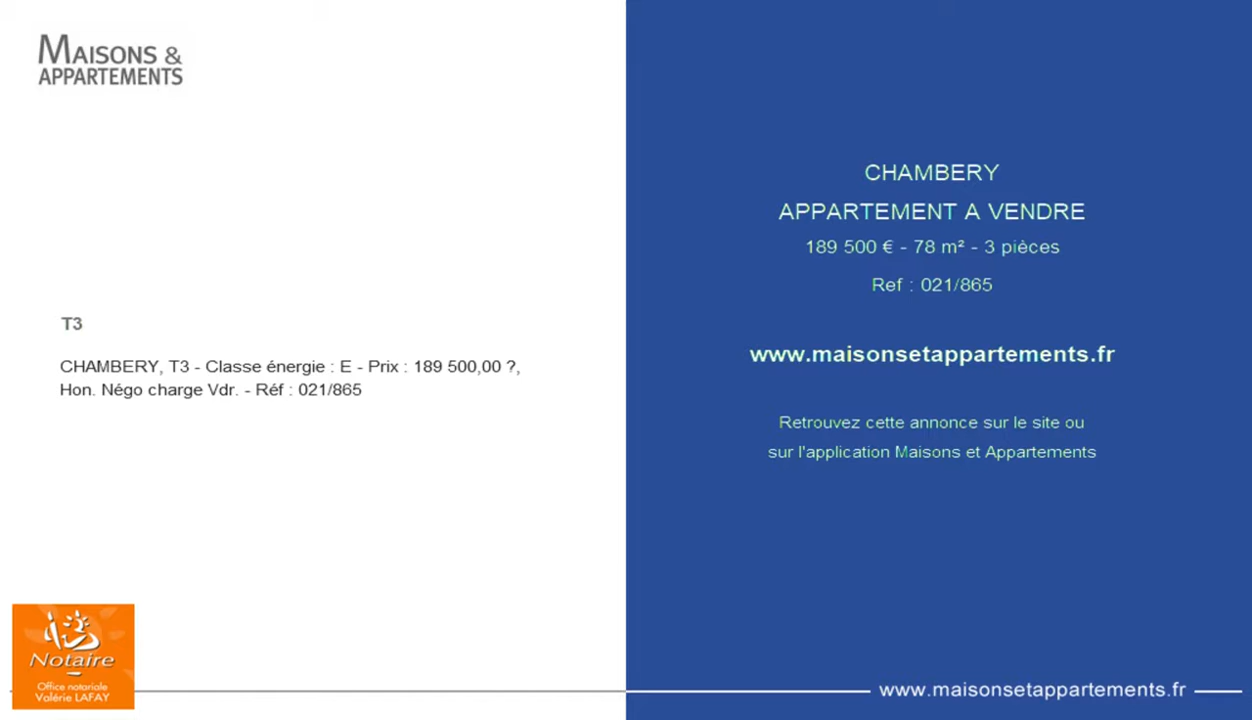 MAISONS &
APPARTEMENTS
T3
CHAMBERY, T3 - Classe énergie : E - Prix : 189 500,00 ?,
Hon. Négo charge Vdr. - Réf : 021/865
Notaire
Office notariale
Valérie LAFAY
CHAMBERY
APPARTEMENT A VENDRE
189 500 € - 78 m² - 3 pièces
Ref : 021/865
www.maisonsetappartements.fr
Retrouvez cette annonce sur le site ou
sur l'application Maisons et Appartements
www.maisonsetappartements.fr